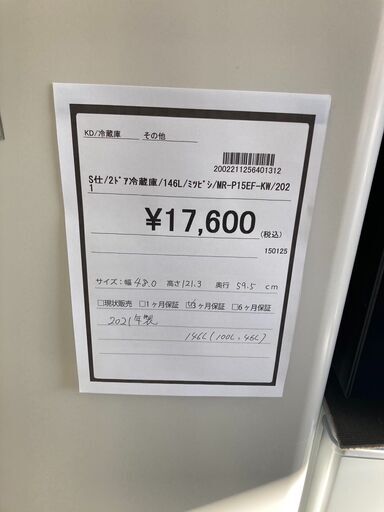 KD/冷蔵庫 その他
2002211256401312
S仕/2ﾄﾞｱ冷蔵庫/146L/ﾐﾂﾋﾞｼ/MR-P15EF-KW/202
1
¥17,600(税込)
150125
サイズ:幅 48.0 高さ 121.3 奥行 59.5 cm
□現状販売 □1ヶ月保証 ☑3ヶ月保証 □6ヶ月保証
2021年製
146L(100L、46L)